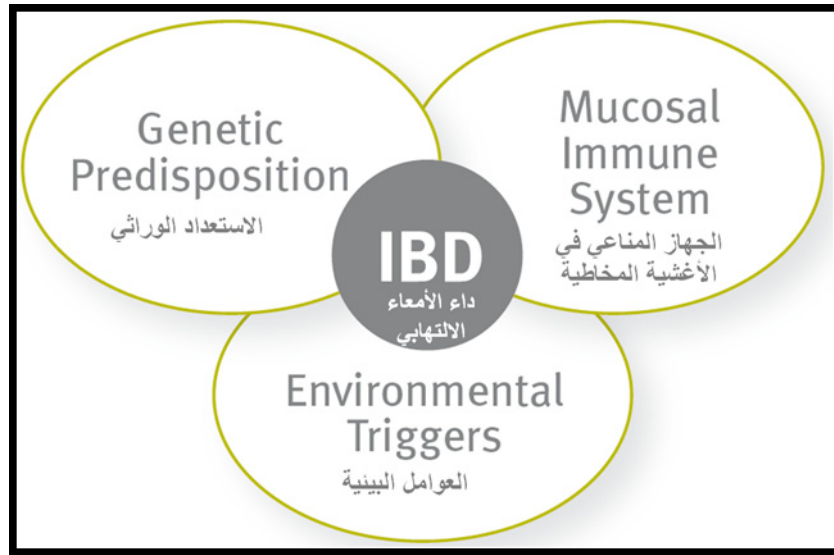 Genetic
Predisposition
الاستعداد الوراثي
Mucosal
Immune
System
الجهاز المناعي في
الأغشية المخاطية
IBD
داء الأمعاء
الالتهابي
Environmental
Triggers
العوامل البيئية